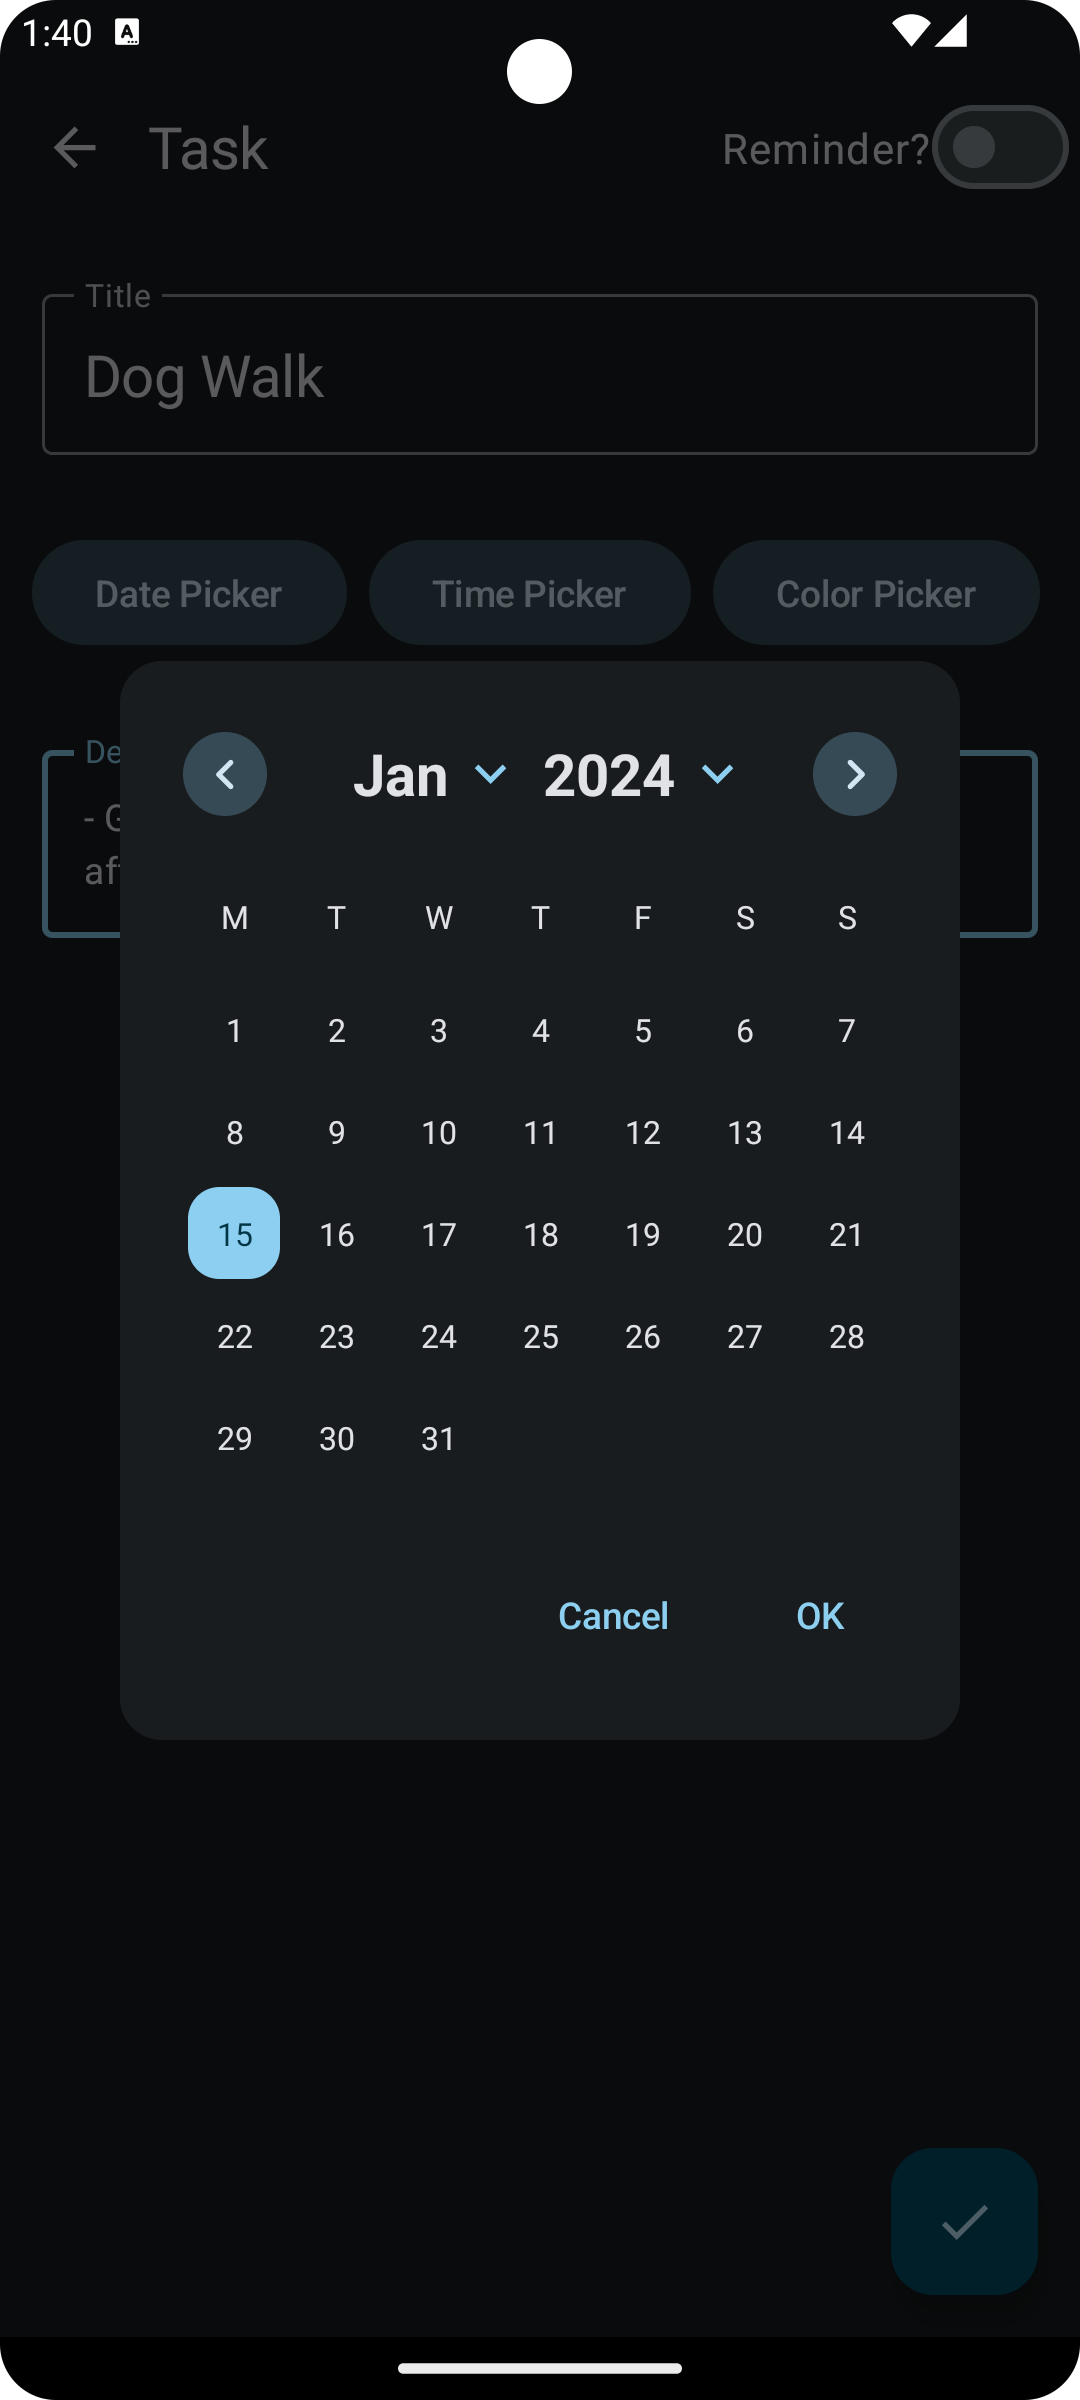 1:40
Task Reminder?
Title
Dog Walk
Date Picker Time Picker Color Picker
Jan 2024
M T W T F S S
1 2 3 4 5 6 7
8 9 10 11 12 13 14
15 16 17 18 19 20 21
22 23 24 25 26 27 28
29 30 31
Cancel OK